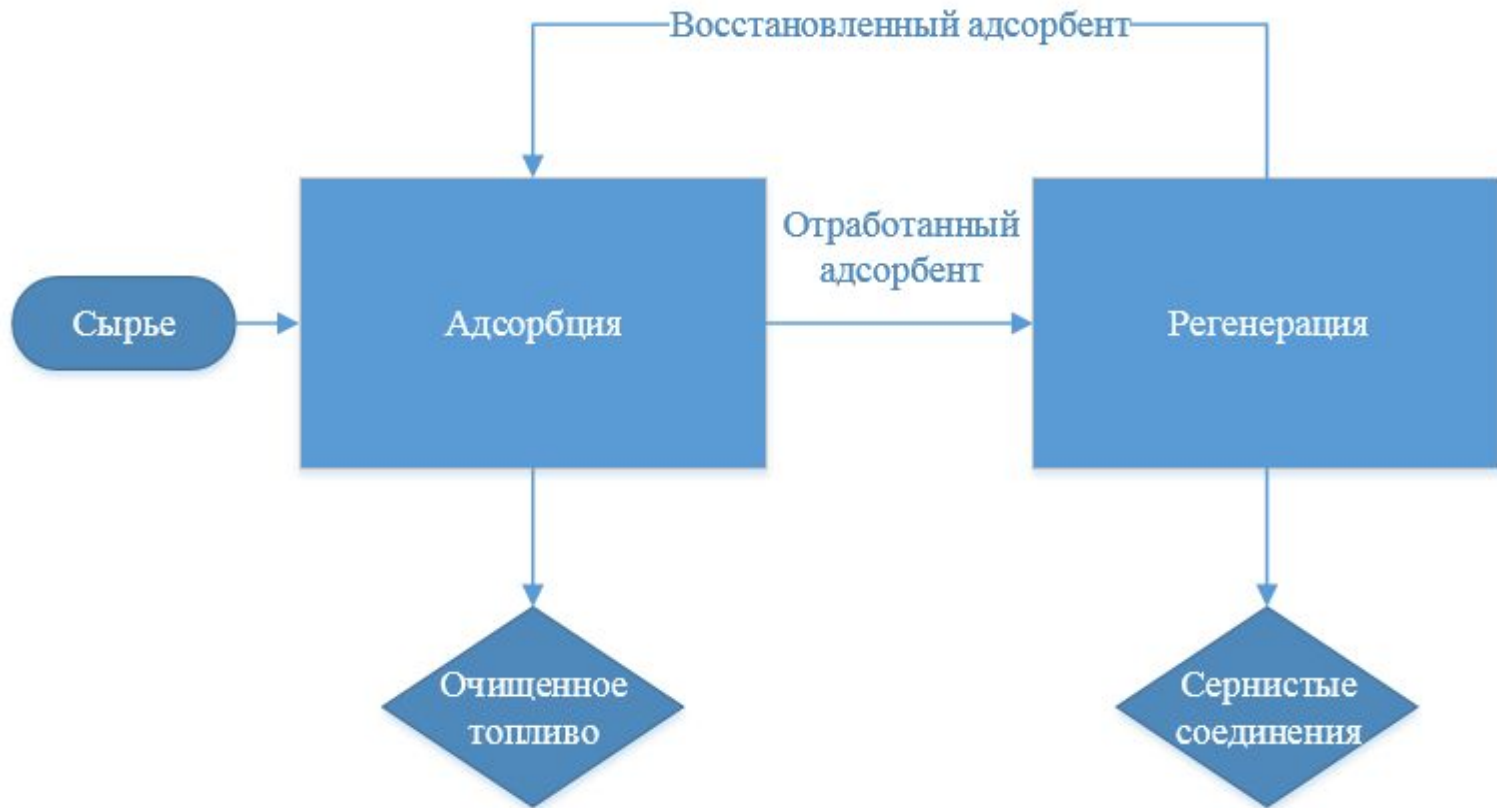 Восстановленный адсорбент
Отработанный
адсорбент
Сырье
Адсорбция
Регенерация
Очищенное
топливо
Сернистые
соединения